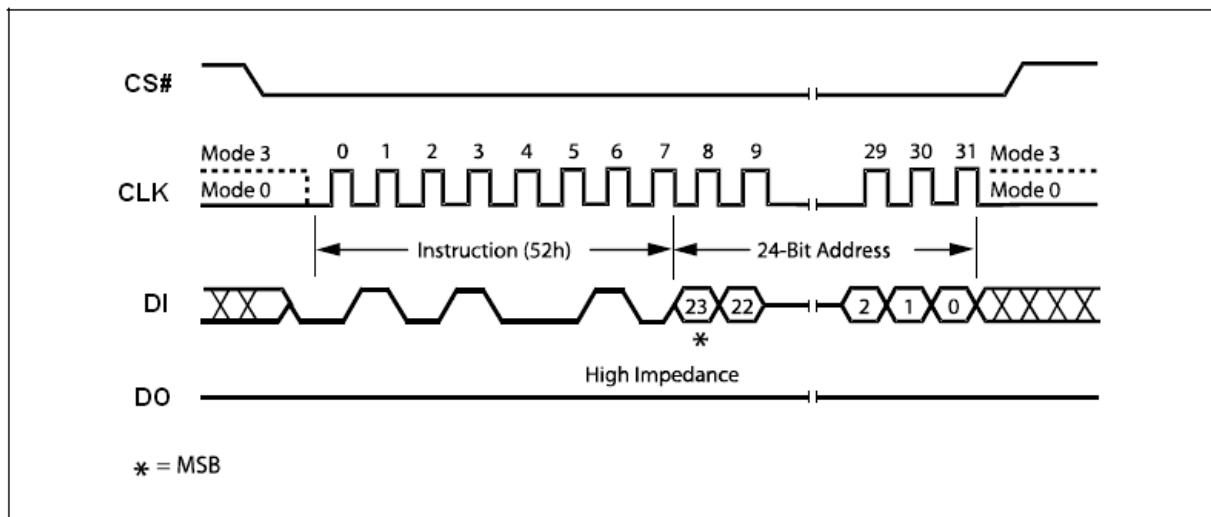 CS#
Mode 3 0 1 2 3 4 5 6 7 8 9 29 30 31 Mode 3
CLK Mode 0 Mode 0
Instruction (52h) 24-Bit Address
DI 23 22 2 1 0
*
High Impedance
DO
* = MSB